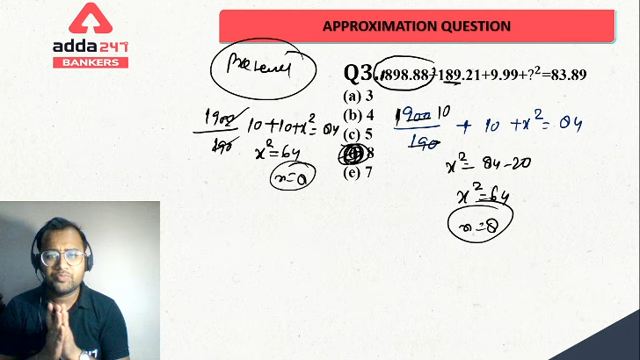 APPROXIMATION QUESTION
adda247
BANKERS
Q3. 1898.88÷189.21+9.99+?²=83.89
(a) 3
(b) 4
(c) 5
8
(e) 7
1900/190 10+10+x²=84
x²=64
x=8
1900/190 10 + 10 + x² = 84
x² = 84-20
x²=64
x=8